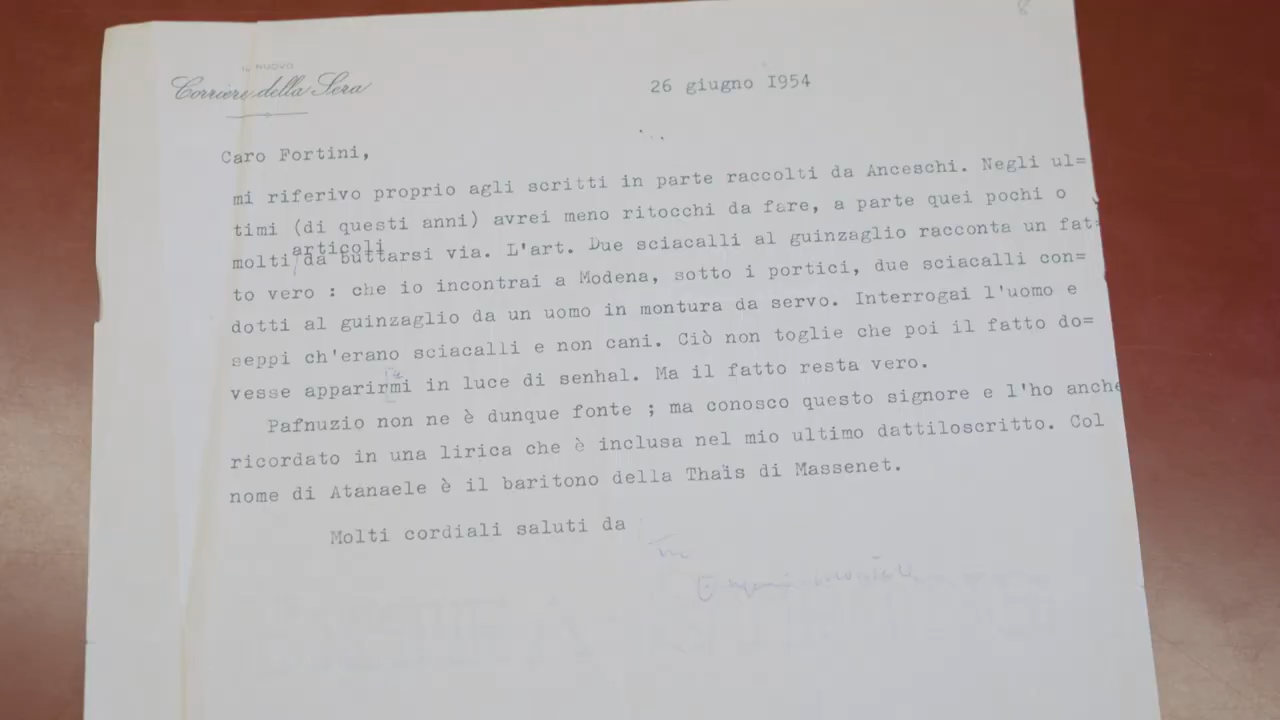 8
IL NUOVO
Corriere della Sera
26 giugno I954
Caro Fortini,
mi riferivo proprio agli scritti in parte raccolti da Anceschi. Negli ul=
timi (di questi anni) avrei meno ritocchi da fare, a parte quei pochi o
articoli
molti/da buttarsi via. L'art. Due sciacalli al guinzaglio racconta un fat=
to vero : che io incontrai a Modena, sotto i portici, due sciacalli con=
dotti al guinzaglio da un uomo in montura da servo. Interrogai l'uomo e
seppi ch'erano sciacalli e non cani. Ciò non toglie che poi il fatto do=
vesse apparirmi in luce di senhal. Ma il fatto resta vero.
Pafnuzio non ne è dunque fonte ; ma conosco questo signore e l'ho anche
ricordato in una lirica che è inclusa nel mio ultimo dattiloscritto. Col
nome di Atanaele è il baritono della Thaïs di Massenet.
Molti cordiali saluti da